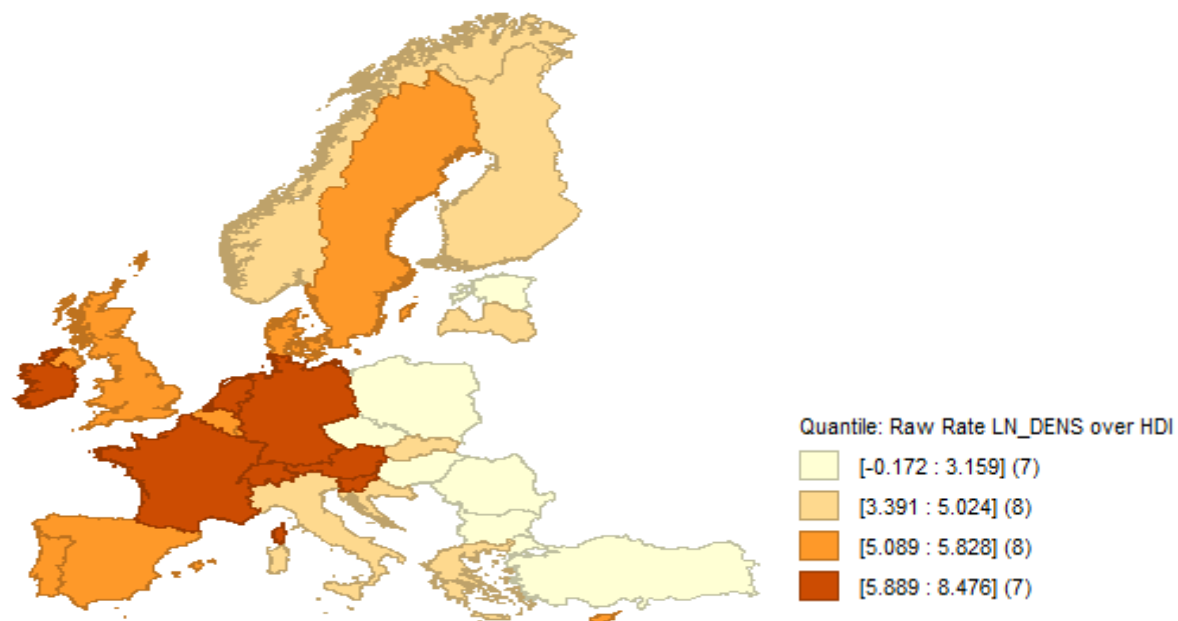 Quantile: Raw Rate LN_DENS over HDI
[-0.172 : 3.159] (7)
[3.391 : 5.024] (8)
[5.089 : 5.828] (8)
[5.889 : 8.476] (7)